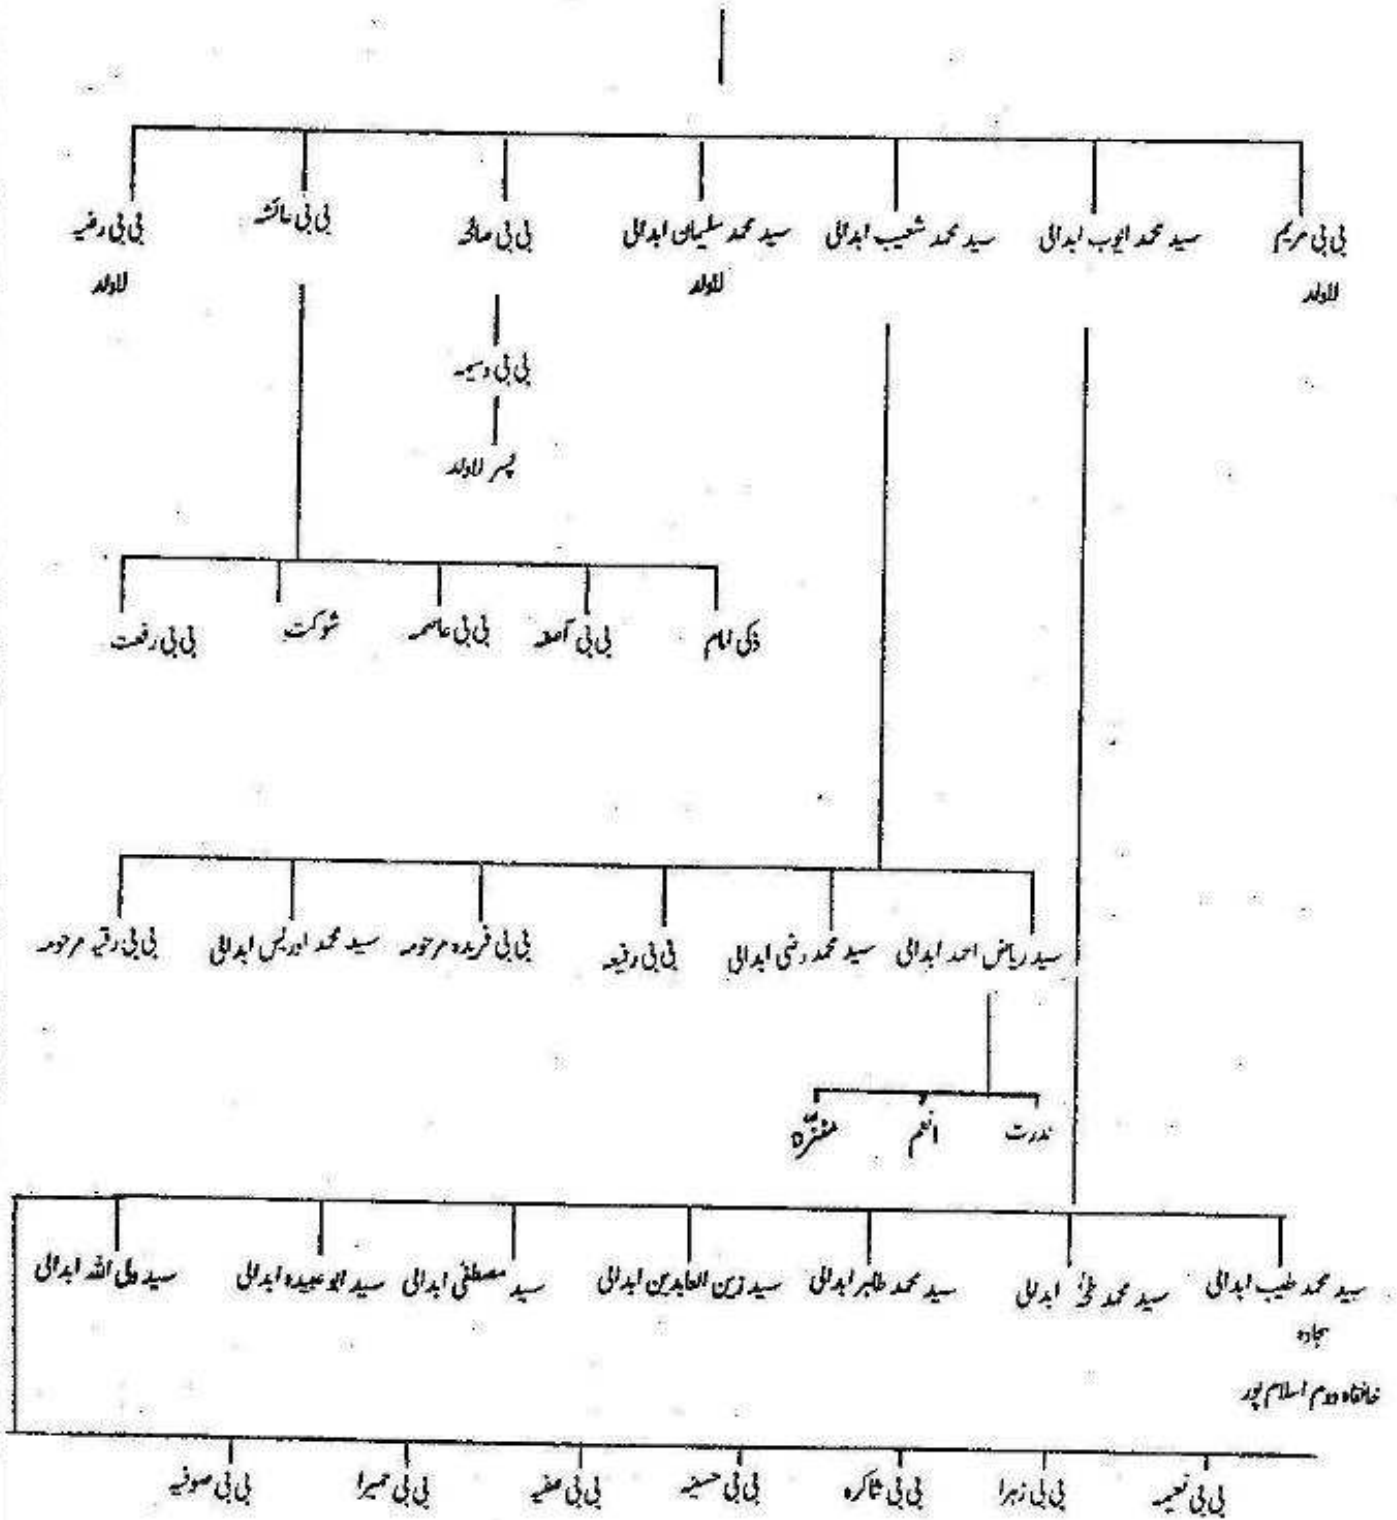 بی بی مریم
لاولد
سید محمد ایوب ابدالی
سید محمد شعیب ابدالی
سید محمد سلیمان ابدالی
لاولد
بی بی صالحہ
بی بی عائشہ
بی بی رضیہ
لاولد
بی بی وسیمہ
پسر لاولد
ذکی امام
بی بی آصفہ
بی بی عاصمہ
شوکت
بی بی رفعت
سید ریاض احمد ابدالی
سید محمد رضی ابدالی
بی بی رفیعہ
بی بی فریدہ مرحومہ
سید محمد ادریس ابدالی
بی بی رقیہ مرحومہ
ندرت
انعم
سید محمد طیب ابدالی
سجادہ
خانقاہ دوم اسلام پور
سید محمد طہٰ ابدالی
سید محمد طاہر ابدالی
سید زین العابدین ابدالی
سید مصطفی ابدالی
سید ابو عبیدہ ابدالی
سید ولی اللہ ابدالی
بی بی نعیمہ
بی بی زہرا
بی بی شاکرہ
بی بی حسینہ
بی بی صفیہ
بی بی حمیرا
بی بی صوفیہ